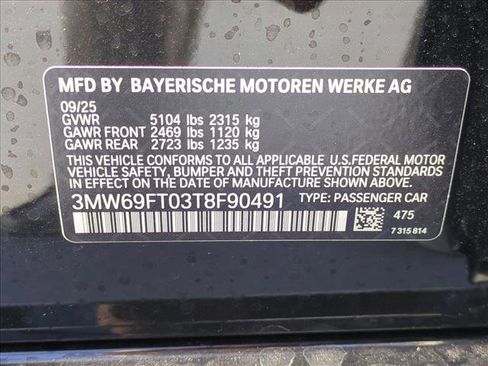 MFD BY BAYERISCHE MOTOREN WERKE AG
09/25
GVWR 5104 lbs 2315 kg
GAWR FRONT 2469 lbs 1120 kg
GAWR REAR 2723 lbs 1235 kg
THIS VEHICLE CONFORMS TO ALL APPLICABLE U.S.FEDERAL MOTOR
VEHICLE SAFETY, BUMPER AND THEFT PREVENTION STANDARDS
IN EFFECT ON THE DATE OF MANUFACTURE SHOWN ABOVE.
3MW69FT03T8F90491 TYPE: PASSENGER CAR
475
7 315 814